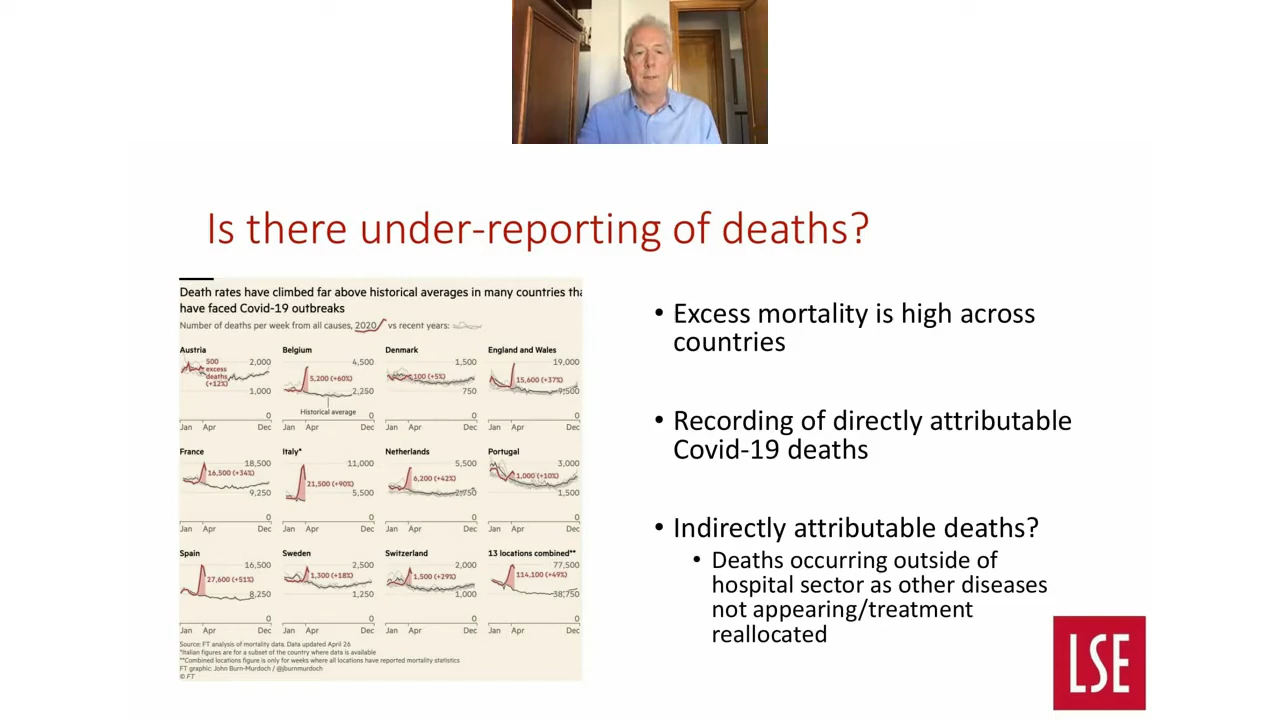 Is there under-reporting of deaths?
Death rates have climbed far above historical averages in many countries tha
have faced Covid-19 outbreaks
Number of deaths per week from all causes, 2020 vs recent years:
Austria
500
excess
deaths
(+12%)
2,000
1,000
0
Jan Apr Dec
Belgium
4,500
5,200 (+60%)
2,250
Historical average
0
Jan Apr Dec
Denmark
1,500
100 (+5%)
750
0
Jan Apr Dec
England and Wales
19,000
15,600 (+37%)
9,500
0
Jan Apr Dec
France
18,500
16,500 (+34%)
9,250
0
Jan Apr Dec
Italy*
11,000
21,500 (+90%)
5,500
0
Jan Apr Dec
Netherlands
5,500
6,200 (+42%)
2,750
0
Jan Apr Dec
Portugal
3,000
1,000 (+10%)
1,500
0
Jan Apr Dec
Spain
16,500
27,600 (+51%)
8,250
0
Jan Apr Dec
Sweden
2,500
1,300 (+18%)
1,250
0
Jan Apr Dec
Switzerland
2,000
1,500 (+29%)
1,000
0
Jan Apr Dec
13 locations combined**
77,500
114,100 (+49%)
38,750
0
Jan Apr Dec
Source: FT analysis of mortality data. Data updated April 26
*Italian figures are for a subset of the country where data is available
**Combined locations figure is only for weeks where all locations have reported mortality statistics
FT graphic: John Burn-Murdoch / @jburnmurdoch
© FT
• Excess mortality is high across
countries
• Recording of directly attributable
Covid-19 deaths
• Indirectly attributable deaths?
• Deaths occurring outside of
hospital sector as other diseases
not appearing/treatment
reallocated
LSE